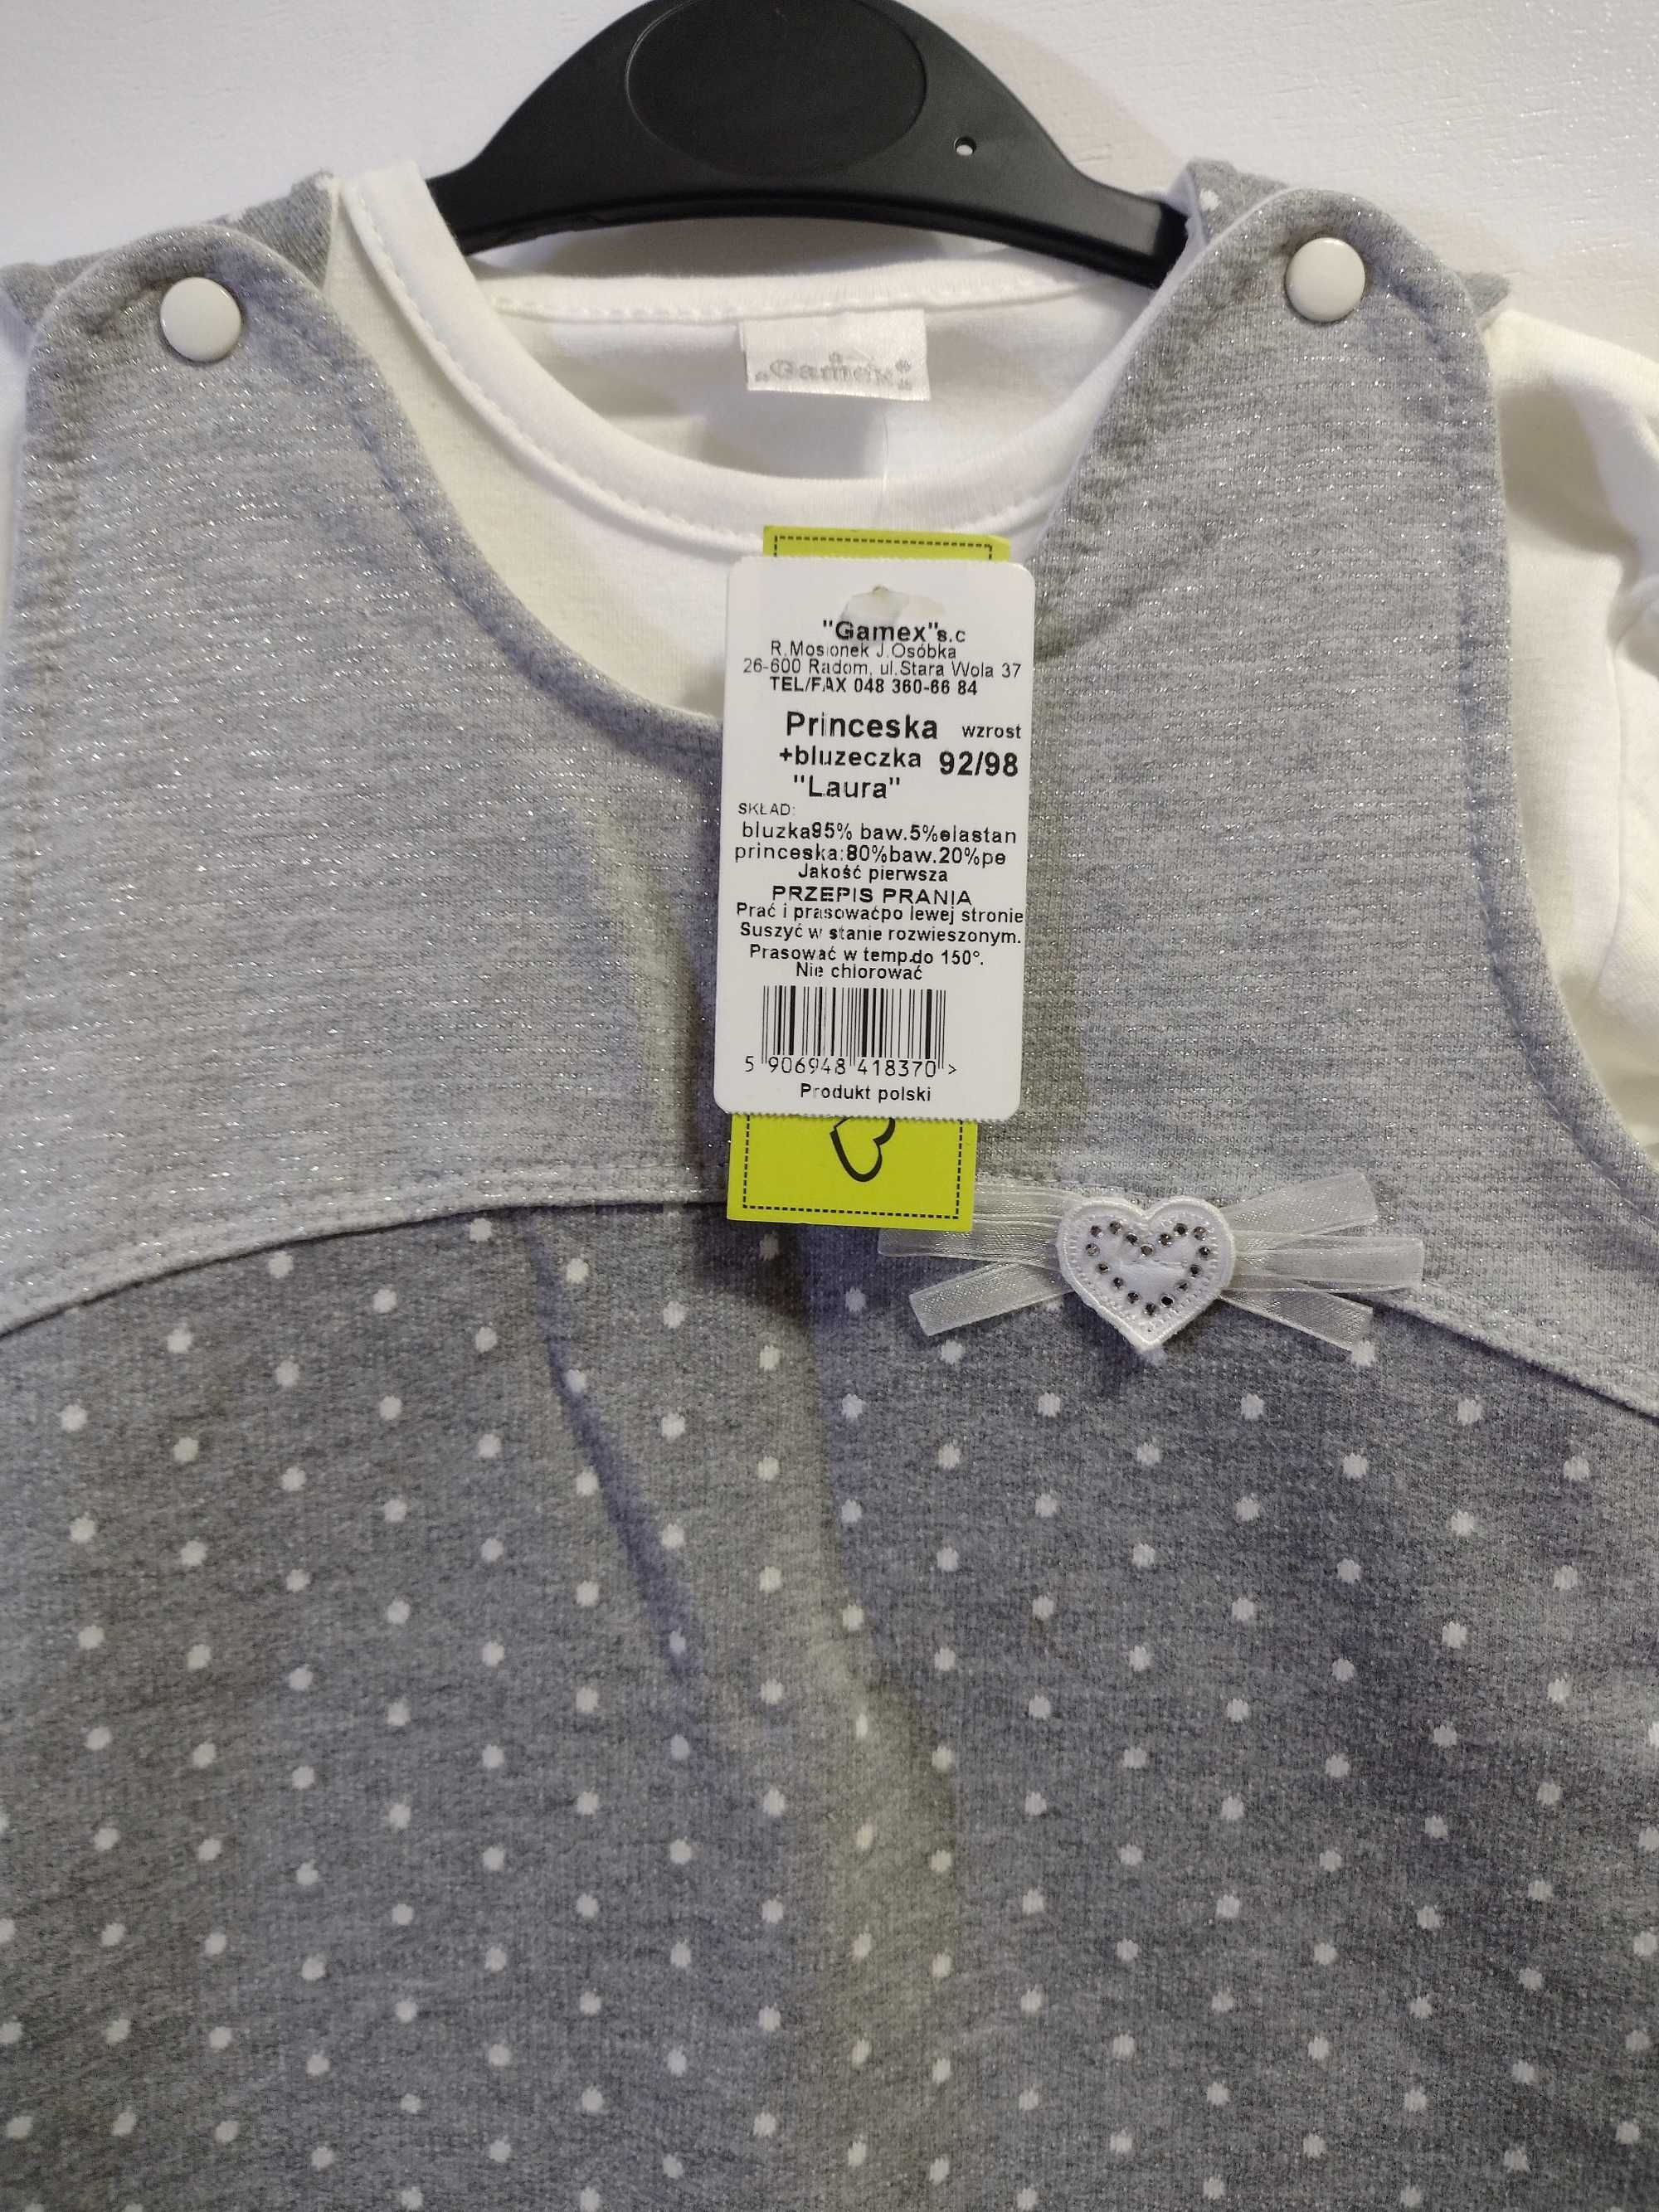 "Gamex"
"Gamex"s.c
R.Mosionek J.Osóbka
26-600 Radom, ul.Stara Wola 37
TEL/FAX 048 360-66 84
Princeska wzrost
+bluzeczka 92/98
"Laura"
SKŁAD:
bluzka95% baw.5%elastan
princeska:80%baw.20%pe
Jakość pierwsza
PRZEPIS PRANIA
Prać i prasowaćpo lewej stronie
Suszyć w stanie rozwieszonym.
Prasować w temp.do 150°.
Nie chlorować
5 906948 418370 >
Produkt polski